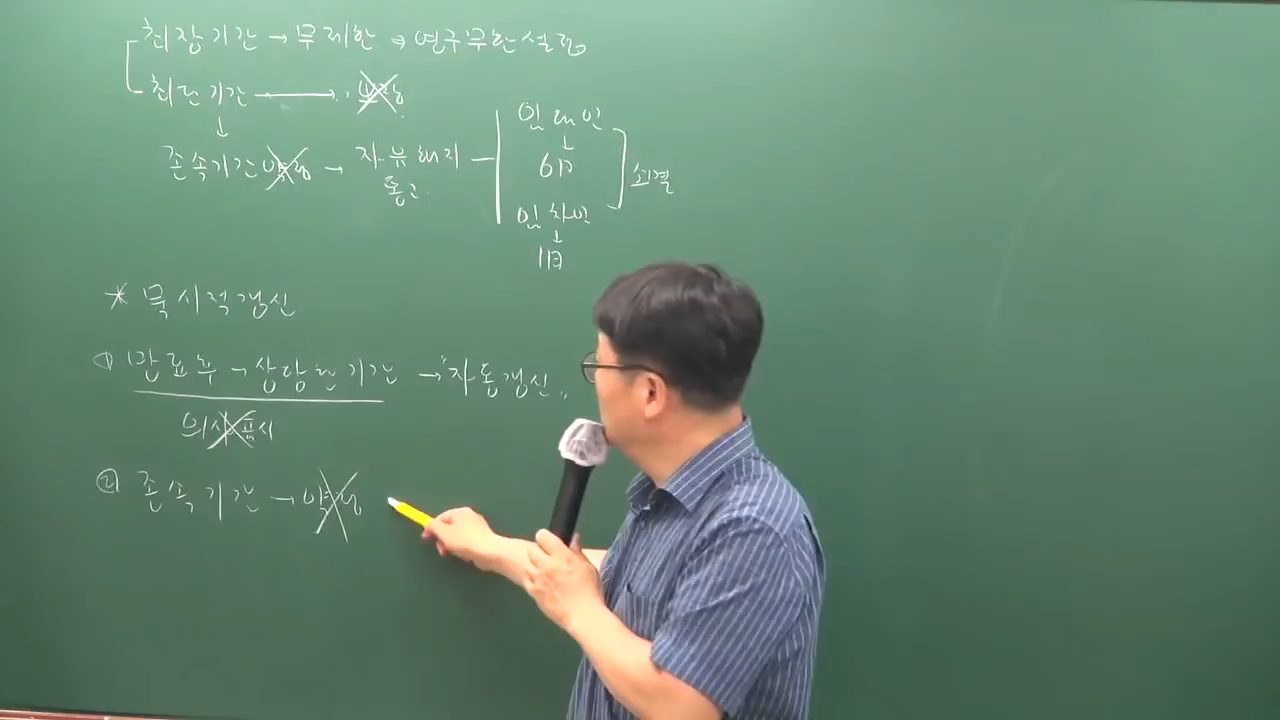 최장기간 → 무제한 → 영구무한설정
최단기간 → 규정
↓
존속기간 약정 → 자유해지
통고
임대인
↓
6月
소멸
임차인
↓
1月
* 묵시적갱신
① 만료후 → 상당한기간 → "자동갱신"
의사표시
② 존속기간 → 약정